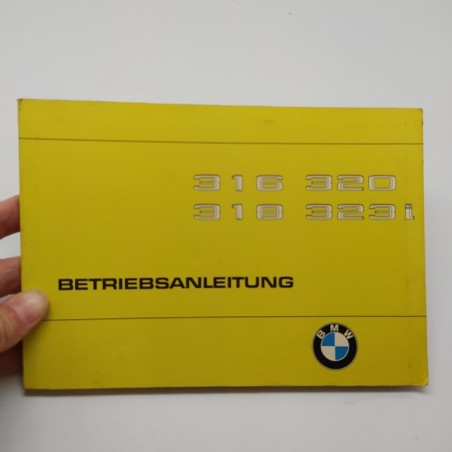 316 320
318 323i
BETRIEBSANLEITUNG
BMW